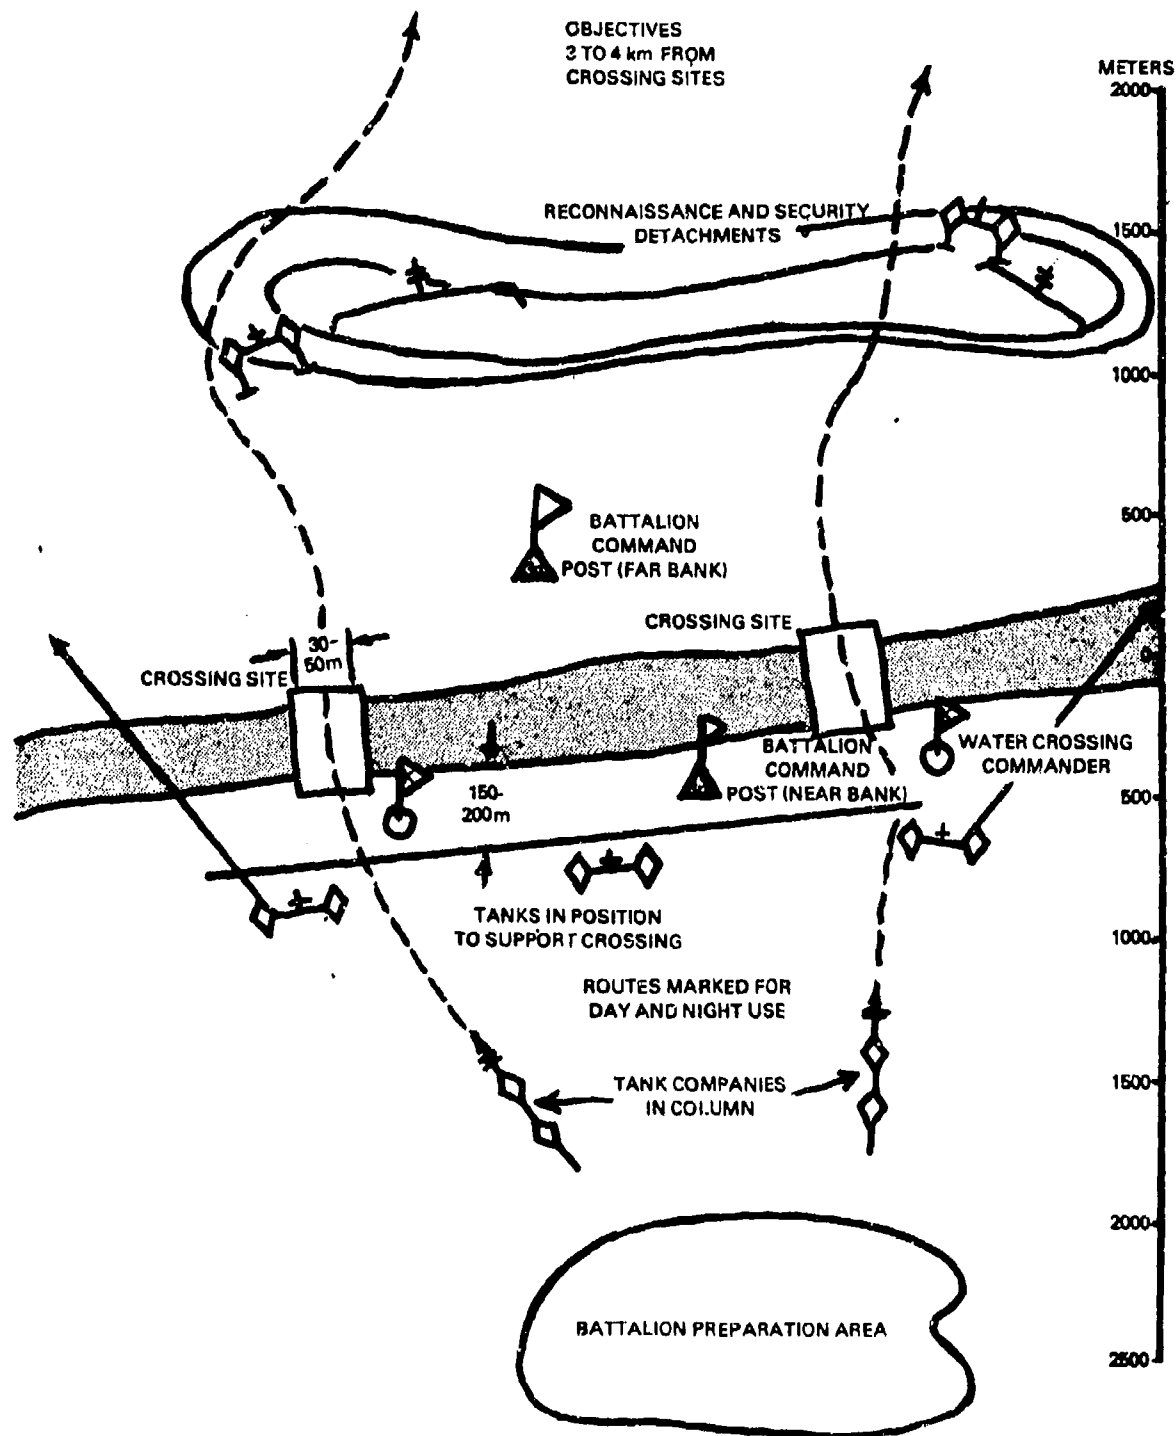 OBJECTIVES
3 TO 4 km FROM
CROSSING SITES
METERS
2000
RECONNAISSANCE AND SECURITY
DETACHMENTS
1500
1000
500
BATTALION
COMMAND
POST (FAR BANK)
CROSSING SITE
30-
50m
CROSSING SITE
0
BATTALION
COMMAND
POST (NEAR BANK)
WATER CROSSING
COMMANDER
150-
200m
500
TANKS IN POSITION
TO SUPPORT CROSSING
1000
ROUTES MARKED FOR
DAY AND NIGHT USE
TANK COMPANIES
IN COLUMN
1500
2000
BATTALION PREPARATION AREA
2500